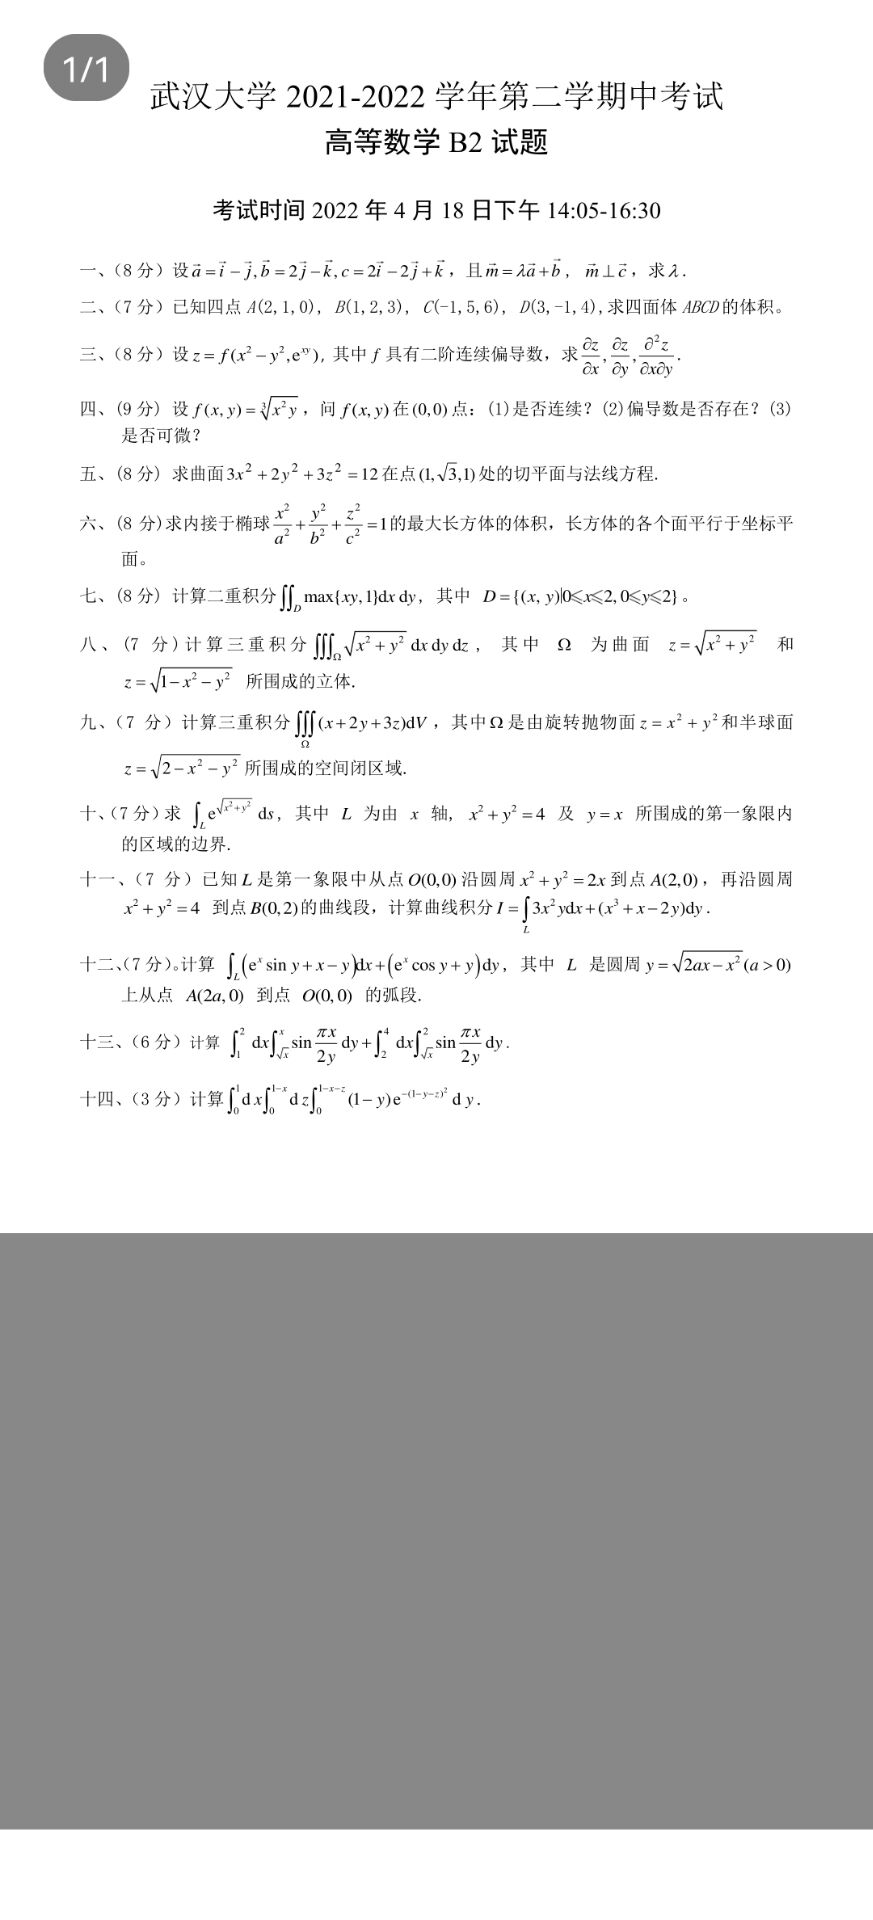 1/1
武汉大学 2021-2022 学年第二学期中考试
高等数学 B2 试题
考试时间 2022 年 4 月 18 日下午 14:05-16:30
一、（8 分）设 $\vec{a}=\vec{i}-\vec{j},\vec{b}=2\vec{j}-\vec{k},c=2\vec{i}-2\vec{j}+\vec{k}$，且 $\vec{m}=\lambda\vec{a}+\vec{b}$，$\vec{m}\perp\vec{c}$，求 $\lambda$.
二、（7 分）已知四点 A(2,1,0), B(1,2,3), C(-1,5,6), D(3,-1,4),求四面体 ABCD 的体积。
三、（8 分）设 $z=f(x^2-y^2,e^{xy})$, 其中 f 具有二阶连续偏导数，求 $\frac{\partial z}{\partial x},\frac{\partial z}{\partial y},\frac{\partial^2 z}{\partial x\partial y}$.
四、(9 分) 设 $f(x,y)=\sqrt[3]{x^2y}$，问 $f(x,y)$ 在 (0,0) 点：(1)是否连续？(2)偏导数是否存在？(3)
是否可微？
五、(8 分) 求曲面 $3x^2+2y^2+3z^2=12$ 在点 $(1,\sqrt{3},1)$ 处的切平面与法线方程.
六、(8 分)求内接于椭球 $\frac{x^2}{a^2}+\frac{y^2}{b^2}+\frac{z^2}{c^2}=1$ 的最大长方体的体积，长方体的各个面平行于坐标平
面。
七、(8 分) 计算二重积分 $\iint_D \max\{xy,1\}dx\,dy$, 其中 $D=\{(x,y)|0\leqslant x\leqslant 2,0\leqslant y\leqslant 2\}$。
八、(7 分)计算三重积分 $\iiint_\Omega \sqrt{x^2+y^2}\,dx\,dy\,dz$，其中 Ω 为曲面 $z=\sqrt{x^2+y^2}$ 和
$z=\sqrt{1-x^2-y^2}$ 所围成的立体.
九、(7 分）计算三重积分 $\iiint_\Omega (x+2y+3z)dV$，其中 Ω 是由旋转抛物面 $z=x^2+y^2$ 和半球面
$z=\sqrt{2-x^2-y^2}$ 所围成的空间闭区域.
十、(7 分) 求 $\int_L e^{\sqrt{x^2+y^2}}\,ds$, 其中 L 为由 x 轴, $x^2+y^2=4$ 及 $y=x$ 所围成的第一象限内
的区域的边界.
十一、（7 分）已知 L 是第一象限中从点 O(0,0) 沿圆周 $x^2+y^2=2x$ 到点 A(2,0)，再沿圆周
$x^2+y^2=4$ 到点 B(0,2) 的曲线段，计算曲线积分 $I=\int_L 3x^2ydx+(x^3+x-2y)dy$.
十二、(7 分)。计算 $\int_L (e^x\sin y+x-y)dx+(e^x\cos y+y)dy$, 其中 L 是圆周 $y=\sqrt{2ax-x^2}(a>0)$
上从点 A(2a,0) 到点 O(0,0) 的弧段.
十三、（6 分）计算 $\int_1^2 dx\int_{\sqrt{x}}^x \sin\frac{\pi x}{2y}dy+\int_2^4 dx\int_{\sqrt{x}}^2 \sin\frac{\pi x}{2y}dy$.
十四、（3 分）计算 $\int_0^1 dx\int_0^{1-x} dz\int_0^{1-x-z}(1-y)e^{-(1-y-z)^2}dy$.